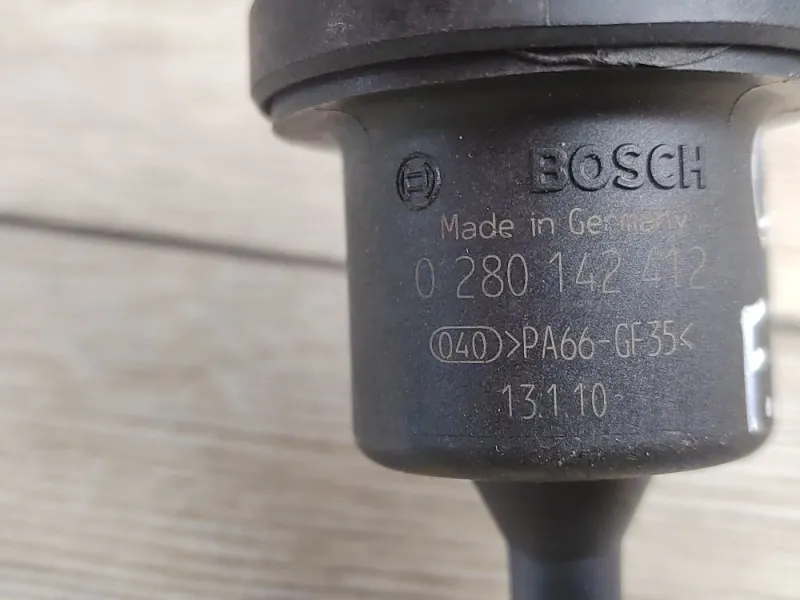 BOSCH
Made in Germany
0 280 142 412
040 >PA66-GF35<
13.1.10